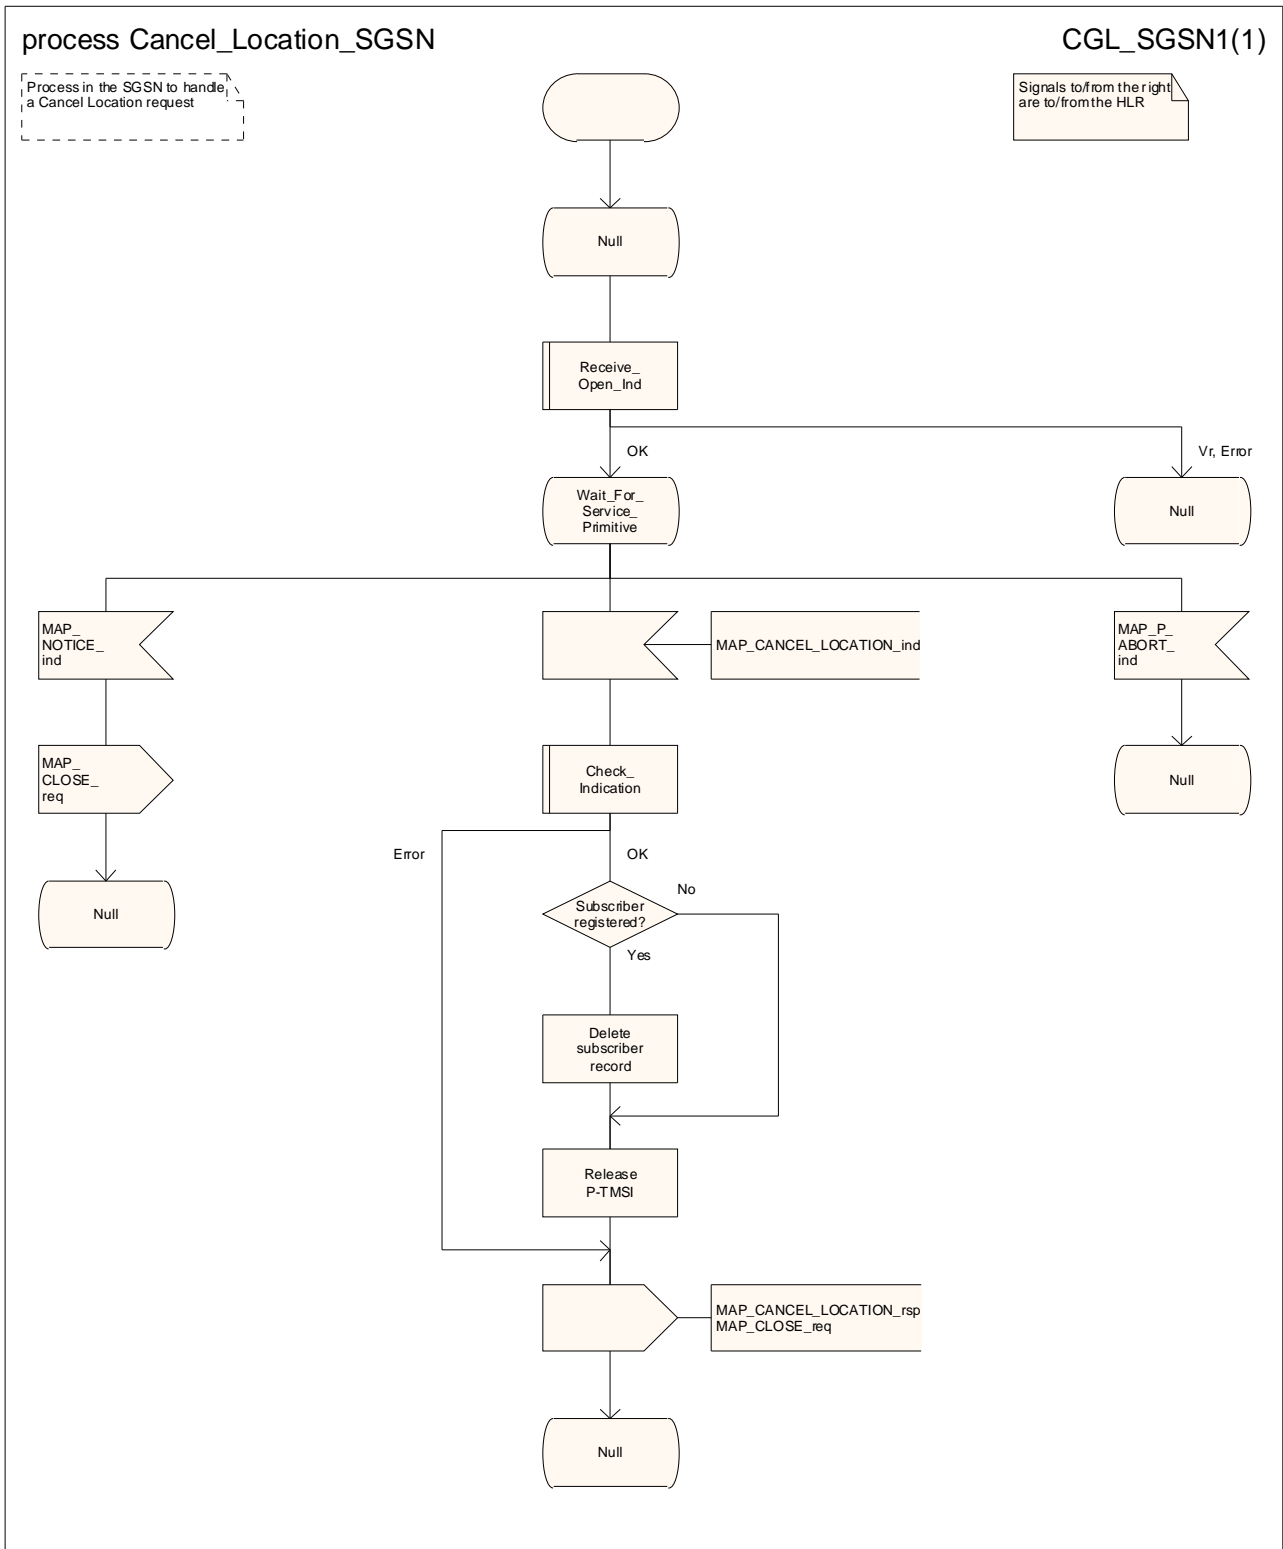 process Cancel_Location_SGSN
CGL_SGSN1(1)
Process in the SGSN to handle
a Cancel Location request
Signals to/from the right
are to/from the HLR
Null
Receive_
Open_Ind
OK
Vr, Error
Wait_For_
Service_
Primitive
Null
MAP_
NOTICE_
ind
MAP_CANCEL_LOCATION_ind
MAP_P_
ABORT_
ind
MAP_
CLOSE_
req
Check_
Indication
Null
Error
OK
No
Null
Subscriber
registered?
Yes
Delete
subscriber
record
Release
P-TMSI
MAP_CANCEL_LOCATION_rsp
MAP_CLOSE_req
Null